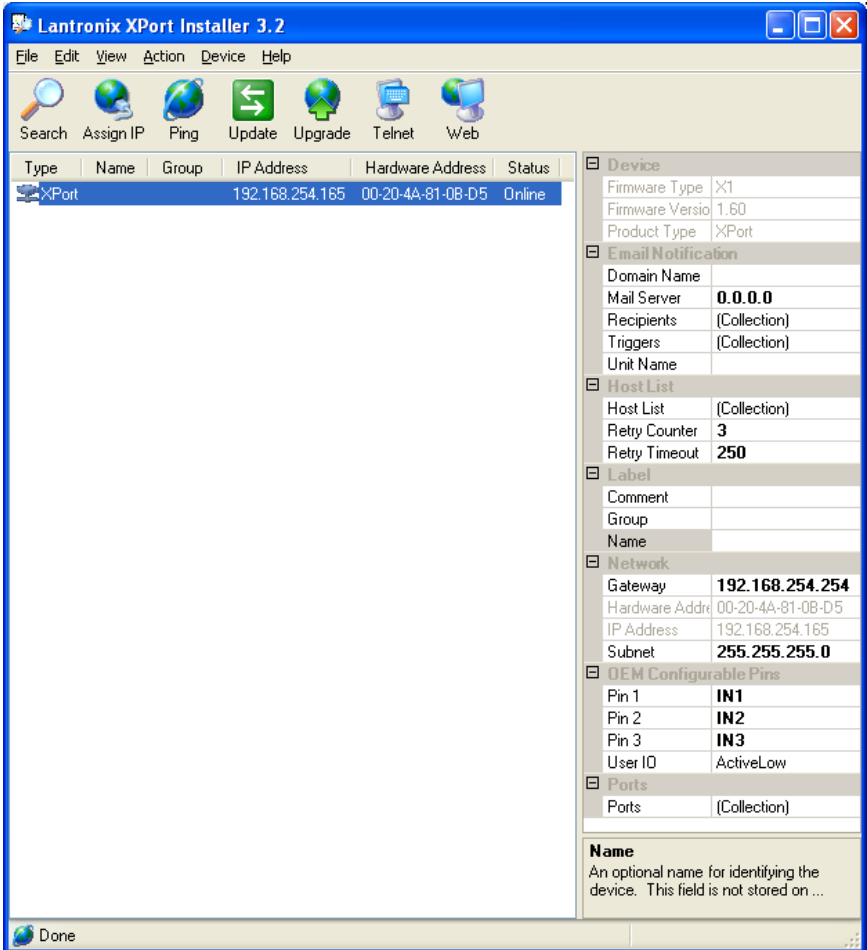 Lantronix XPort Installer 3.2
File Edit View Action Device Help
Search Assign IP Ping Update Upgrade Telnet Web
Type Name Group IP Address Hardware Address Status
XPort 192.168.254.165 00-20-4A-81-0B-D5 Online
Device
Firmware Type X1
Firmware Versio 1.60
Product Type XPort
Email Notification
Domain Name
Mail Server 0.0.0.0
Recipients (Collection)
Triggers (Collection)
Unit Name
Host List
Host List (Collection)
Retry Counter 3
Retry Timeout 250
Label
Comment
Group
Name
Network
Gateway 192.168.254.254
Hardware Addre 00-20-4A-81-0B-D5
IP Address 192.168.254.165
Subnet 255.255.255.0
OEM Configurable Pins
Pin 1 IN1
Pin 2 IN2
Pin 3 IN3
User IO ActiveLow
Ports
Ports (Collection)
Name
An optional name for identifying the
device. This field is not stored on ...
Done